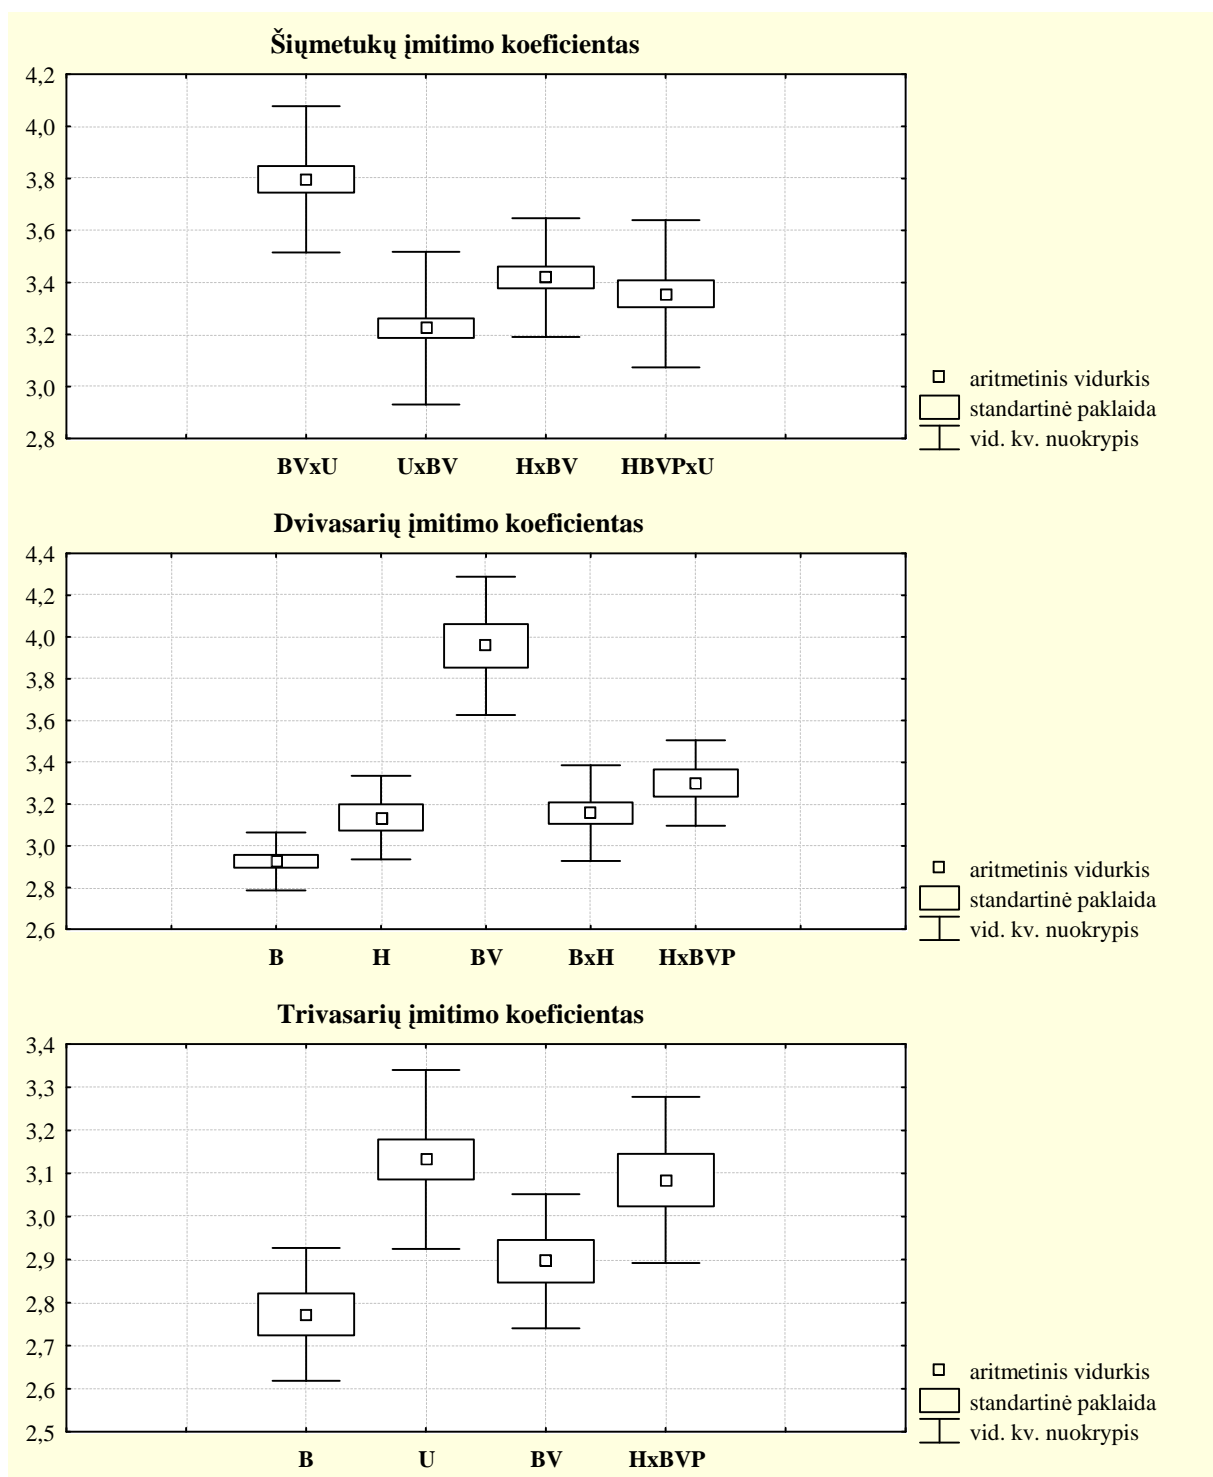 Šiųmetukų įmitimo koeficientas
4,2
4,0
3,8
3,6
3,4
3,2
3,0
2,8
BVxU UxBV HxBV HBVPxU
aritmetinis vidurkis
standartinė paklaida
vid. kv. nuokrypis
Dvivasarių įmitimo koeficientas
4,4
4,2
4,0
3,8
3,6
3,4
3,2
3,0
2,8
2,6
B H BV BxH HxBVP
aritmetinis vidurkis
standartinė paklaida
vid. kv. nuokrypis
Trivasarių įmitimo koeficientas
3,4
3,3
3,2
3,1
3,0
2,9
2,8
2,7
2,6
2,5
B U BV HxBVP
aritmetinis vidurkis
standartinė paklaida
vid. kv. nuokrypis